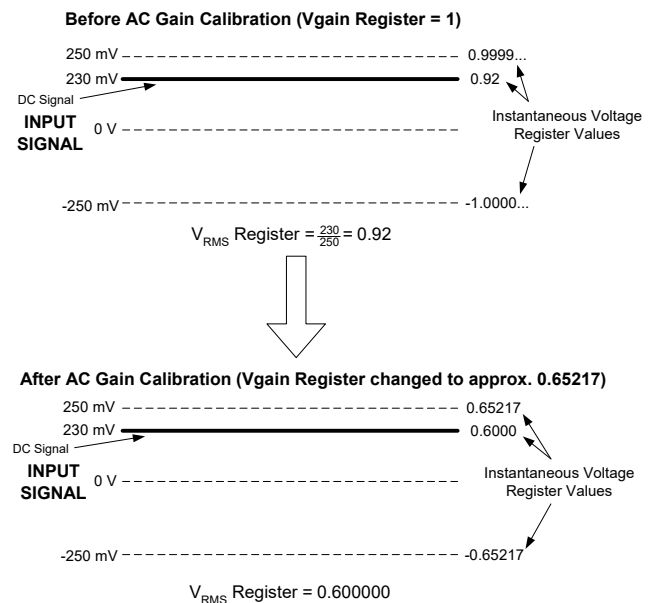 Before AC Gain Calibration (Vgain Register = 1)
250 mV 0.9999...
230 mV 0.92
DC Signal
INPUT
SIGNAL
0 V
Instantaneous Voltage
Register Values
-250 mV -1.0000...
VRMS Register = 230/250 = 0.92
After AC Gain Calibration (Vgain Register changed to approx. 0.65217)
250 mV 0.65217
230 mV 0.6000
DC Signal
INPUT
SIGNAL
0 V
Instantaneous Voltage
Register Values
-250 mV -0.65217
VRMS Register = 0.600000